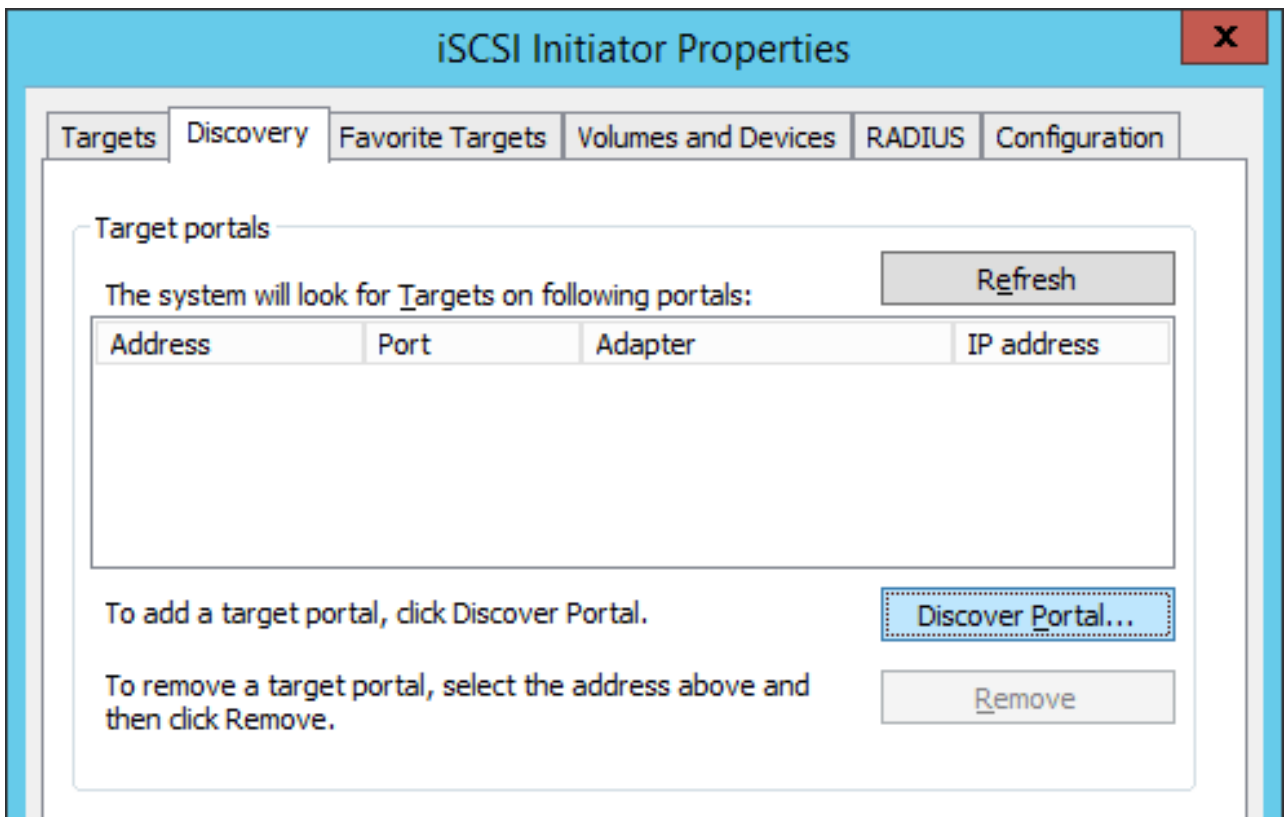 iSCSI Initiator Properties
x
Targets
Discovery
Favorite Targets
Volumes and Devices
RADIUS
Configuration
Target portals
Refresh
The system will look for Targets on following portals:
Address
Port
Adapter
IP address
To add a target portal, click Discover Portal.
Discover Portal...
To remove a target portal, select the address above and
then click Remove.
Remove